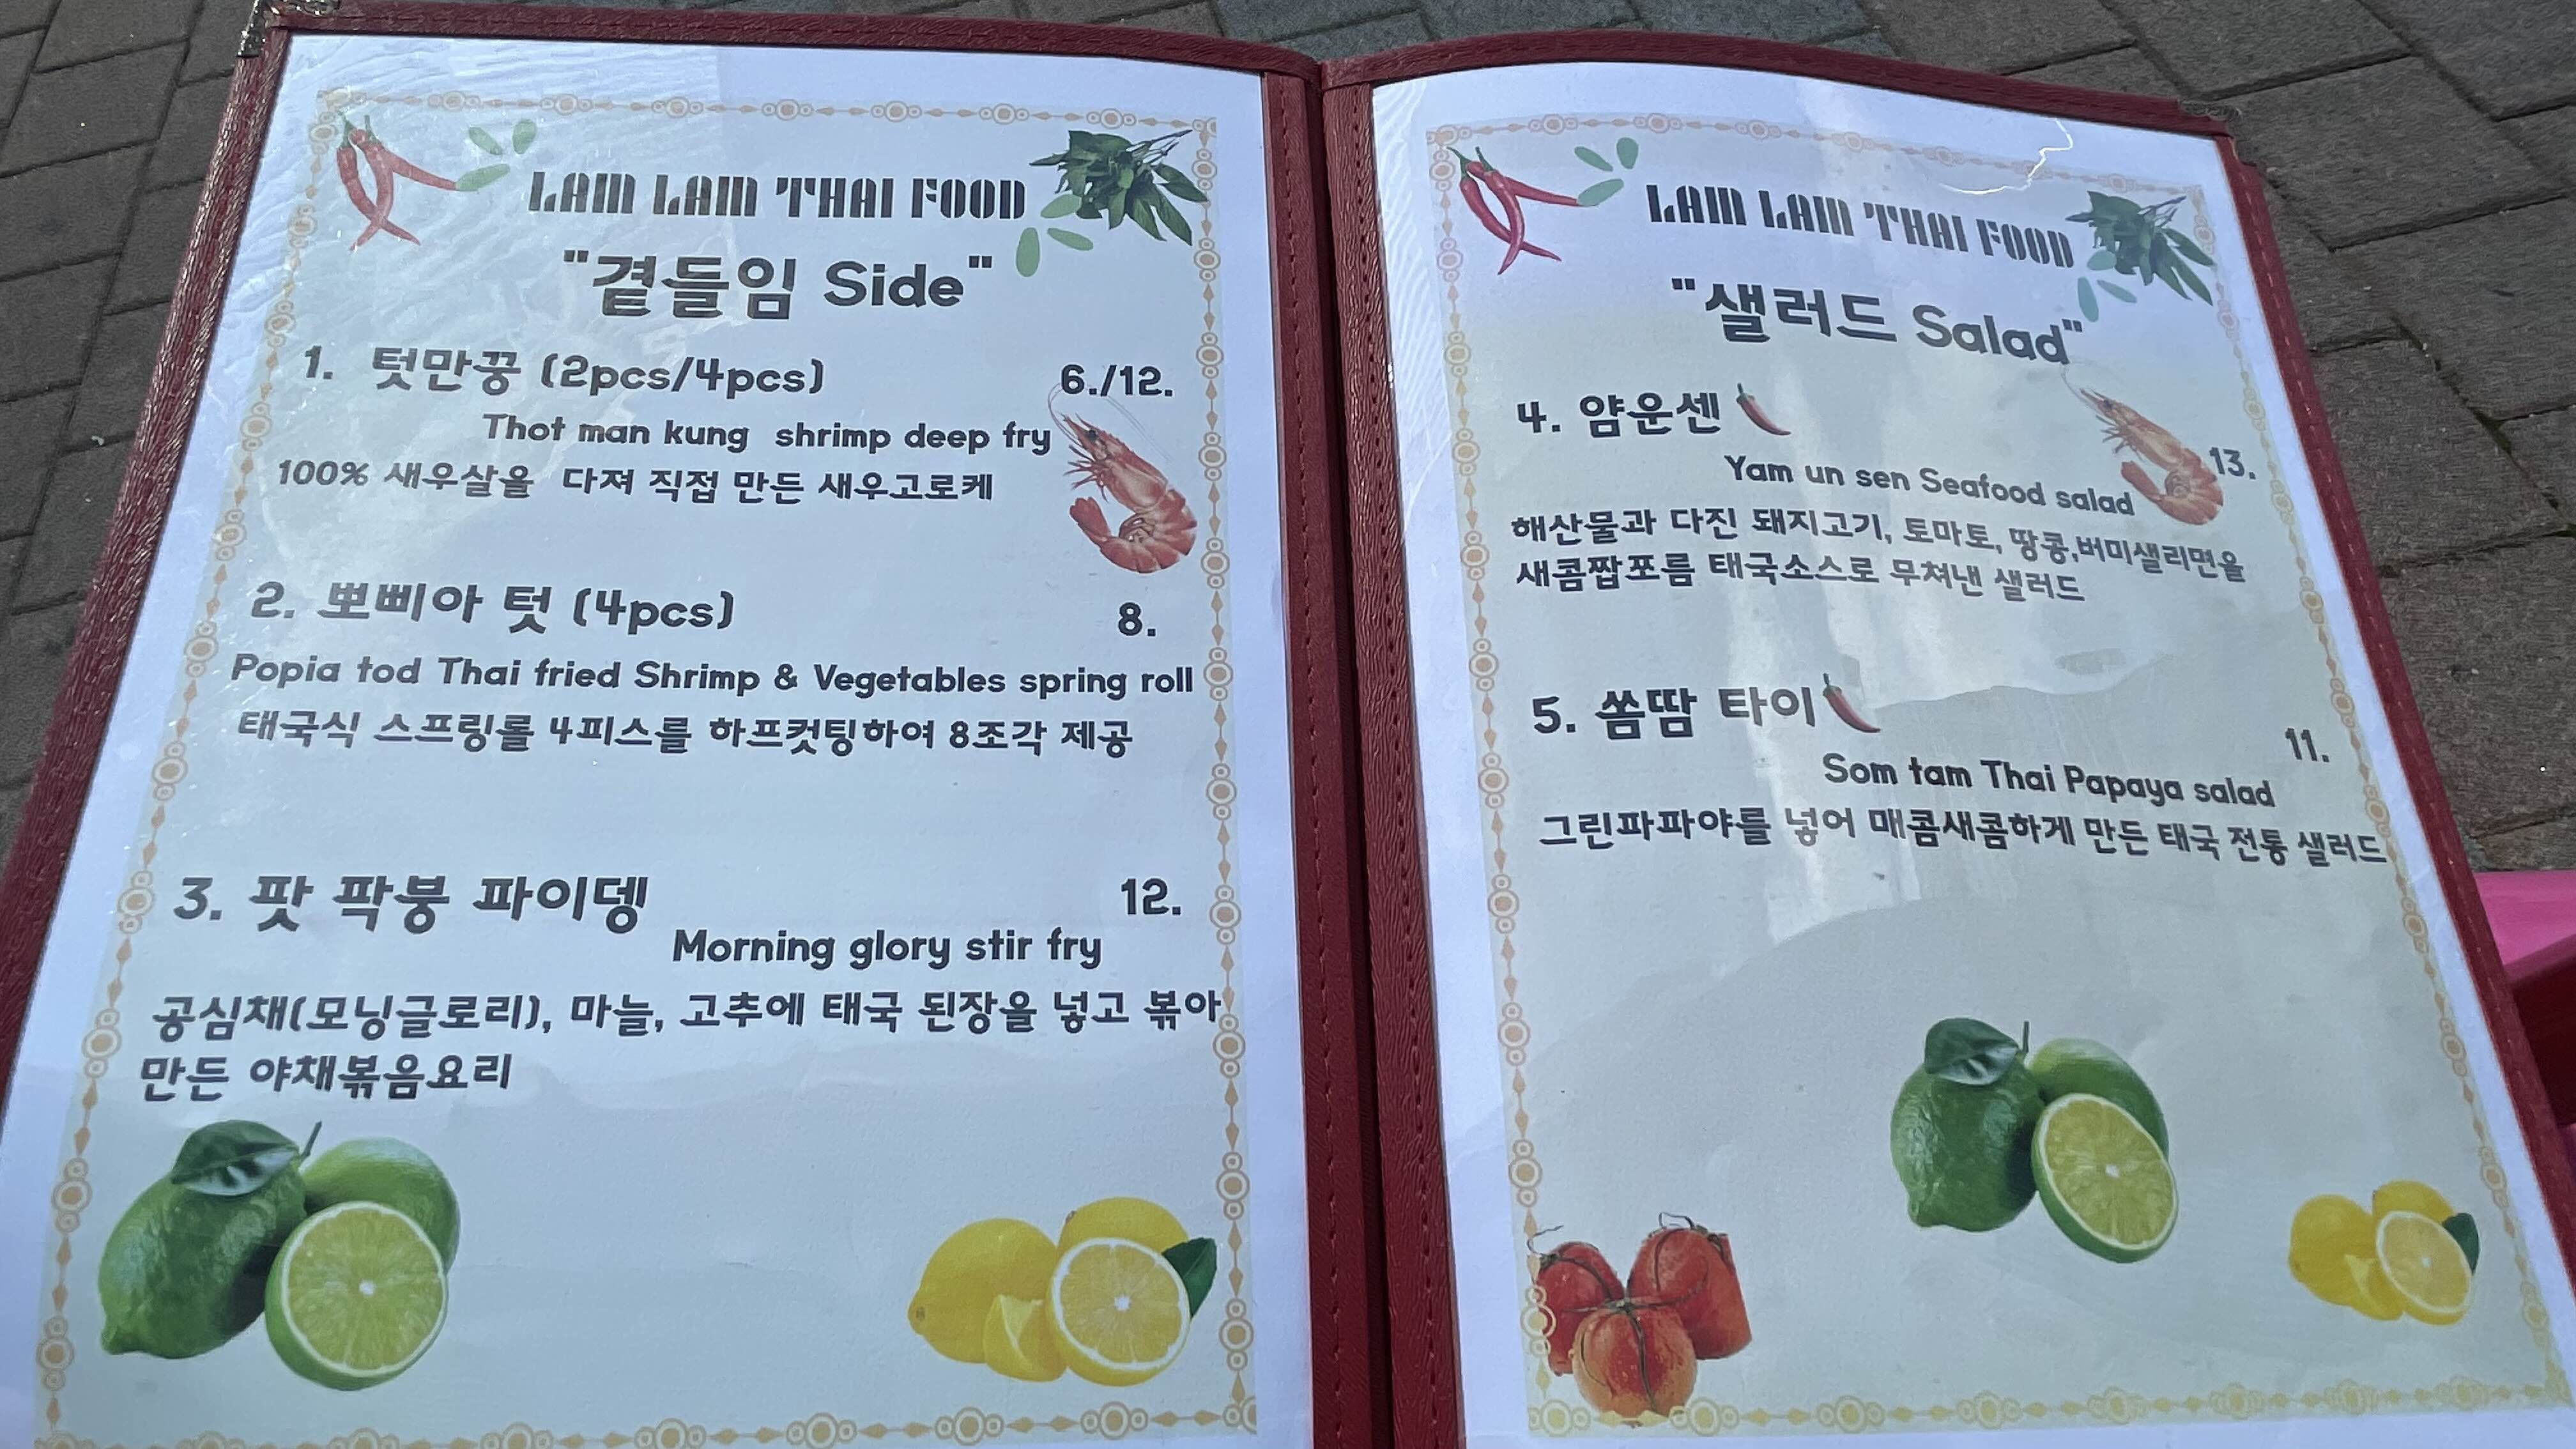 LAM LAM THAI FOOD
"곁들임 Side"
1. 텃만꿍 (2pcs/4pcs) 6./12.
Thot man kung shrimp deep fry
100% 새우살을 다져 직접 만든 새우고로케
2. 뽀삐아 텃 (4pcs) 8.
Popia tod Thai fried Shrimp & Vegetables spring roll
태국식 스프링롤 4피스를 하프컷팅하여 8조각 제공
3. 팟 팍붕 파이뎅 12.
Morning glory stir fry
공심채(모닝글로리), 마늘, 고추에 태국 된장을 넣고 볶아
만든 야채볶음요리
LAM LAM THAI FOOD
"샐러드 Salad"
4. 얌운센 13.
Yam un sen Seafood salad
해산물과 다진 돼지고기, 토마토, 땅콩,버미샐리면을
새콤짭쪼름 태국소스로 무쳐낸 샐러드
5. 쏨땀 타이 11.
Som tam Thai Papaya salad
그린파파야를 넣어 매콤새콤하게 만든 태국 전통 샐러드